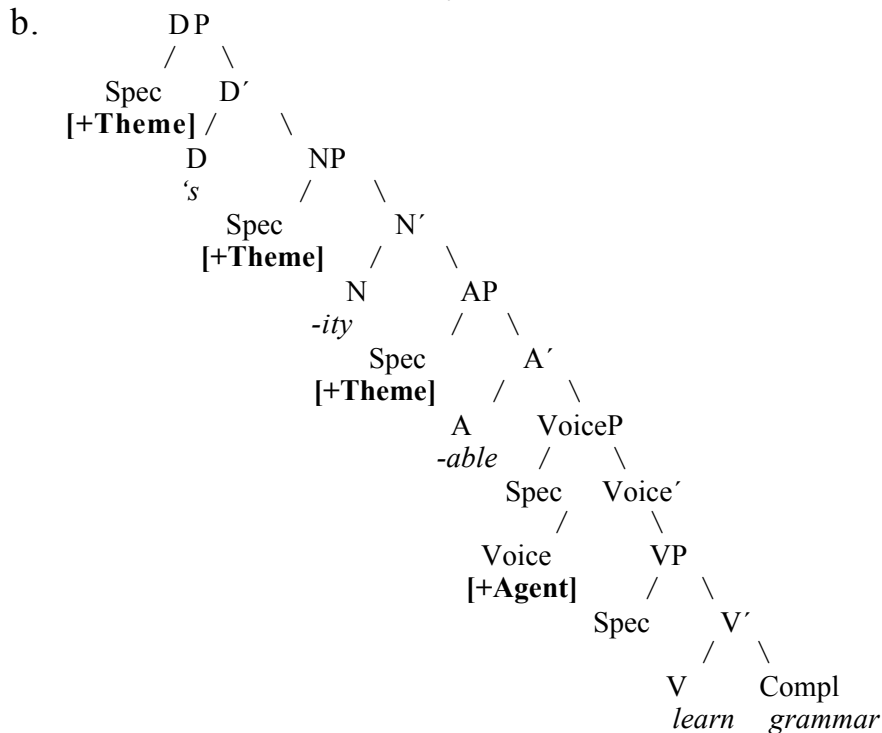 b. DP
/ \
Spec D´
[+Theme] / \
D NP
‘s / \
Spec N´
[+Theme] / \
N AP
-ity / \
Spec A´
[+Theme] / \
A VoiceP
-able / \
Spec Voice´
/ \
Voice VP
[+Agent] / \
Spec V´
/ \
V Compl
learn grammar